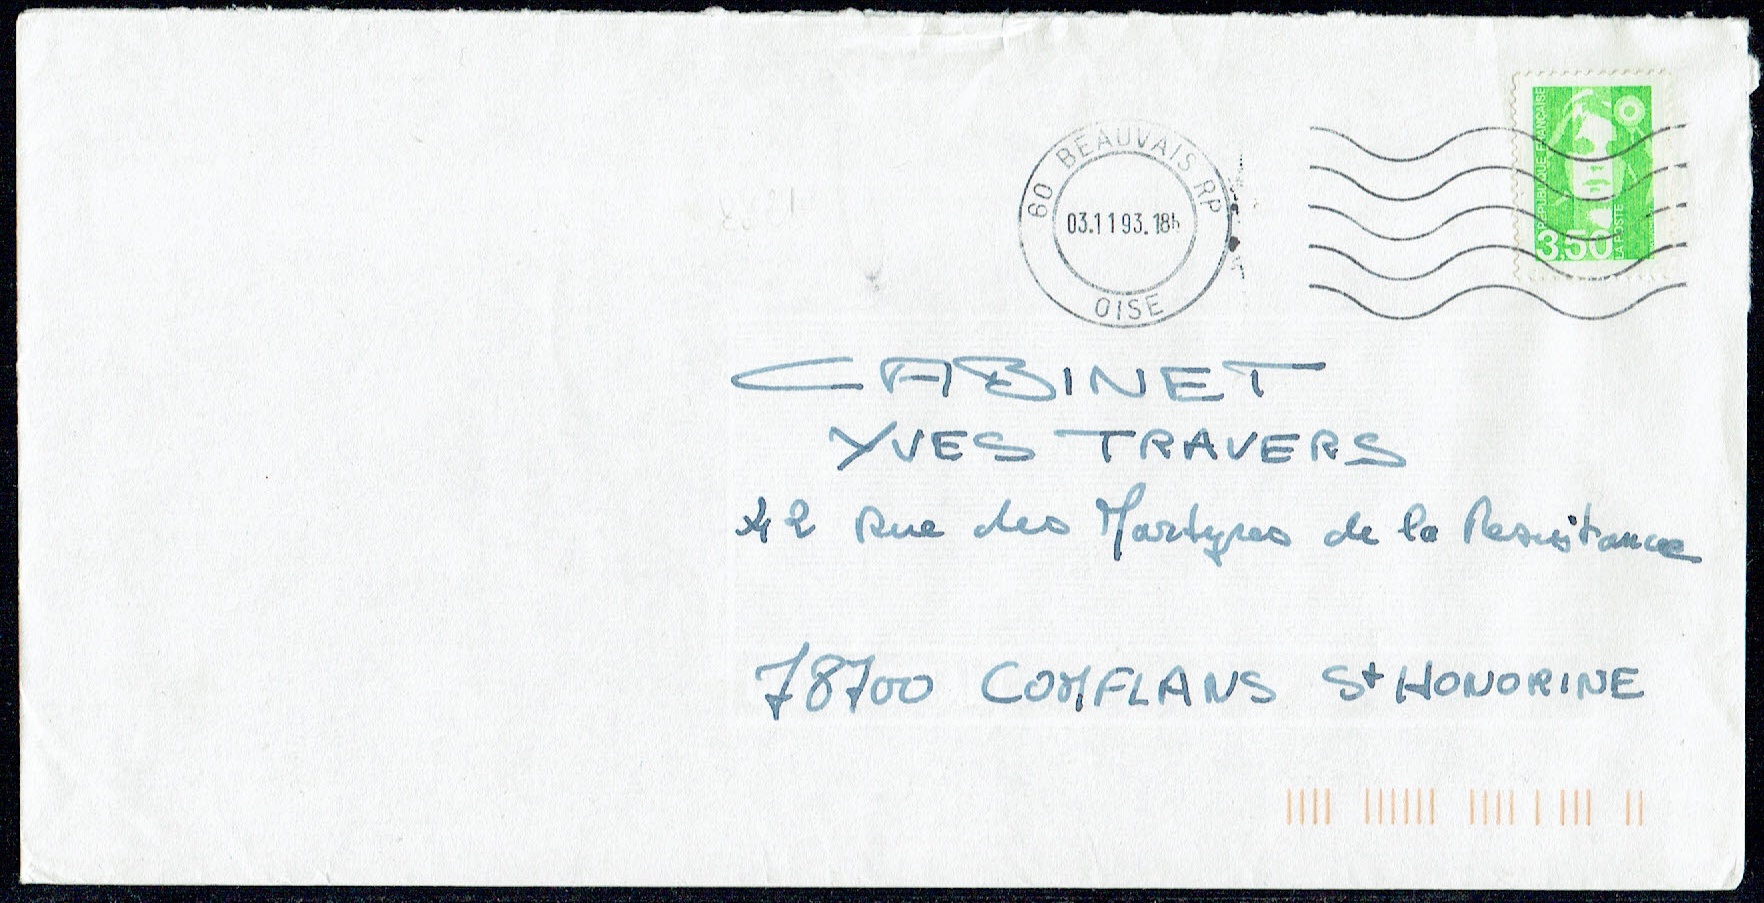 60 BEAUVAIS RP
03.11 93. 18h
OISE
REPUBLIQUE FRANCAISE
LA POSTE
3,50
CABINET
YVES TRAVERS
42 Rue des Martyres de la Resistance
78700 COMFLANS St HONORINE